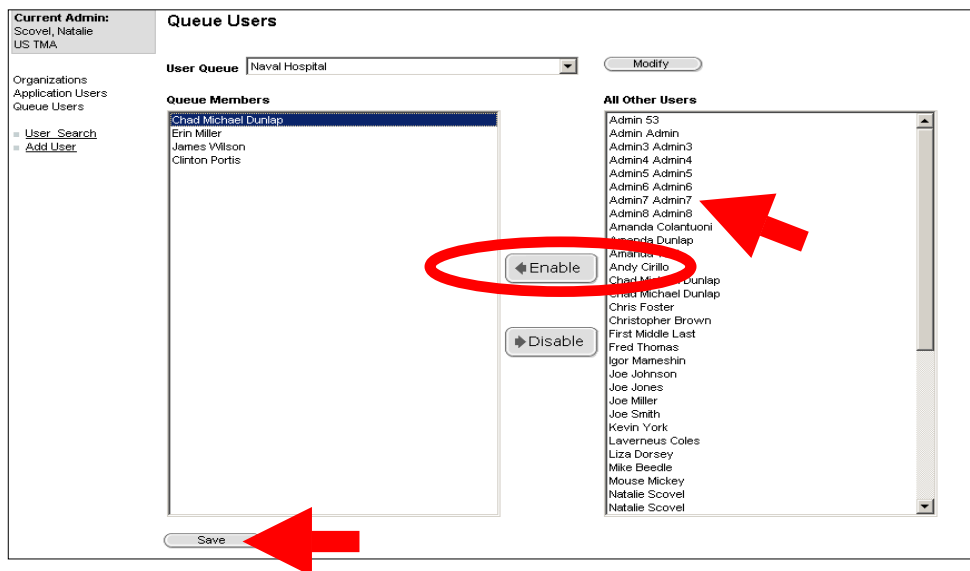 Current Admin:
Scovel, Natalie
US TMA
Organizations
Application Users
Queue Users
User Search
Add User
Queue Users
User Queue Naval Hospital Modify
Queue Members
Chad Michael Dunlap
Erin Miller
James Wilson
Clinton Portis
Enable
Disable
All Other Users
Admin 53
Admin Admin
Admin3 Admin3
Admin4 Admin4
Admin5 Admin5
Admin6 Admin6
Admin7 Admin7
Admin8 Admin8
Amanda Colantuoni
Amanda Dunlap
Amanda
Andy Cirillo
Chad Michael Dunlap
Chad Michael Dunlap
Chris Foster
Christopher Brown
First Middle Last
Fred Thomas
Igor Mameshin
Joe Johnson
Joe Jones
Joe Miller
Joe Smith
Kevin York
Laverneus Coles
Liza Dorsey
Mike Beedle
Mouse Mickey
Natalie Scovel
Natalie Scovel
Save